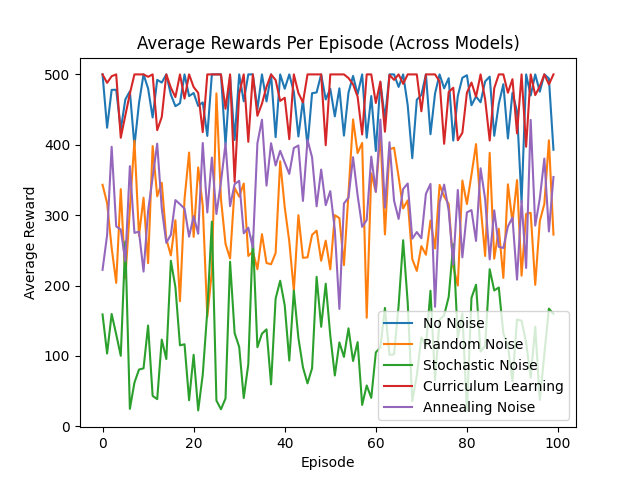 Average Rewards Per Episode (Across Models)
500
400
300
200
100
0
Average Reward
No Noise
Random Noise
Stochastic Noise
Curriculum Learning
Annealing Noise
0 20 40 60 80 100
Episode